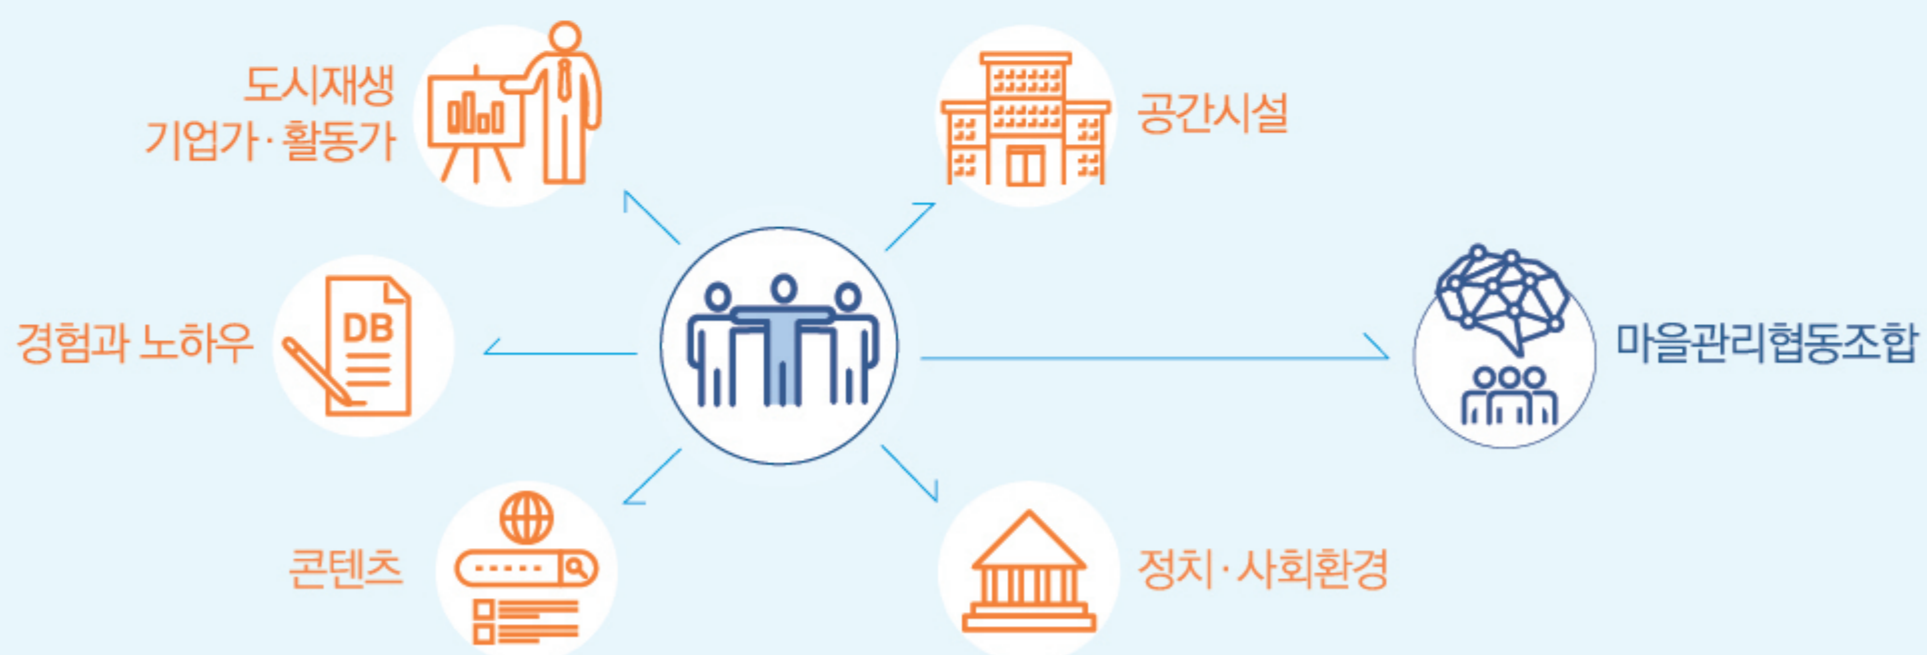 도시재생
기업가·활동가
공간시설
경험과 노하우
DB
마을관리협동조합
콘텐츠
정치·사회환경